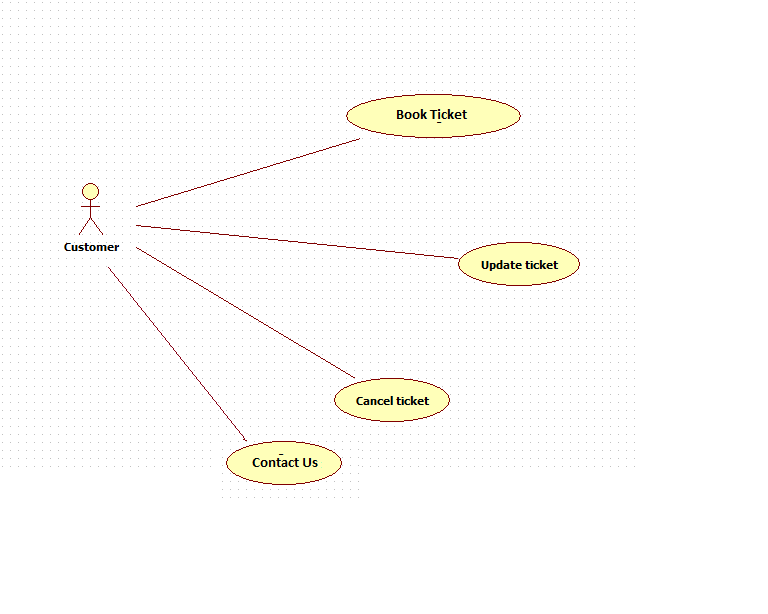 Book Ticket
Customer
Update ticket
Cancel ticket
Contact Us